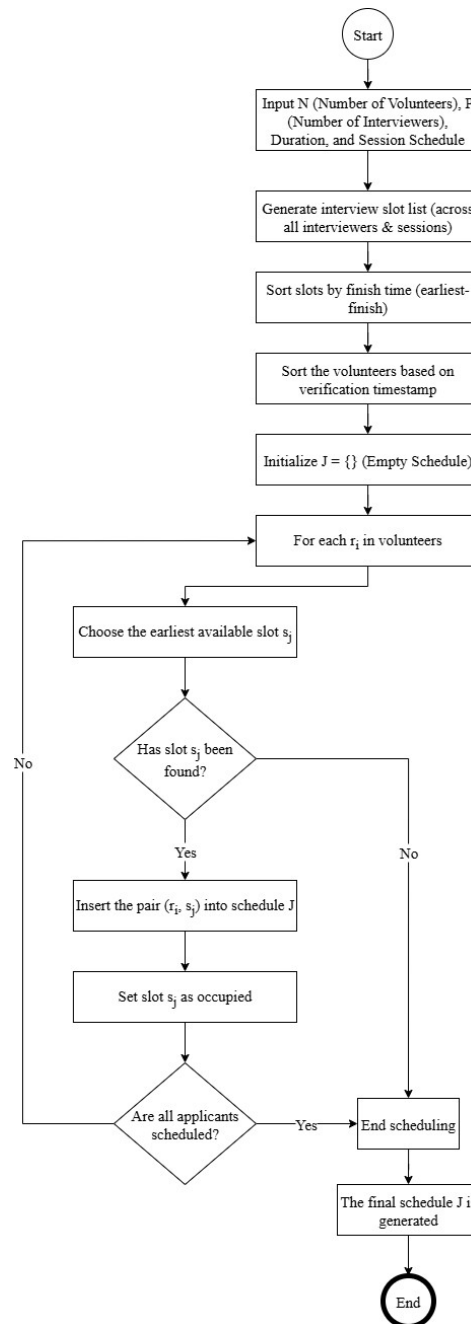 Start
Input N (Number of Volunteers), P
(Number of Interviewers),
Duration, and Session Schedule
Generate interview slot list (across
all interviewers & sessions)
Sort slots by finish time (earliest-
finish)
Sort the volunteers based on
verification timestamp
Initialize J = {} (Empty Schedule)
For each rᵢ in volunteers
Choose the earliest available slot sⱼ
Has slot sⱼ been
found?
No
Yes
No
Insert the pair (rᵢ, sⱼ) into schedule J
Set slot sⱼ as occupied
Are all applicants
scheduled?
Yes
End scheduling
The final schedule J i
generated
End